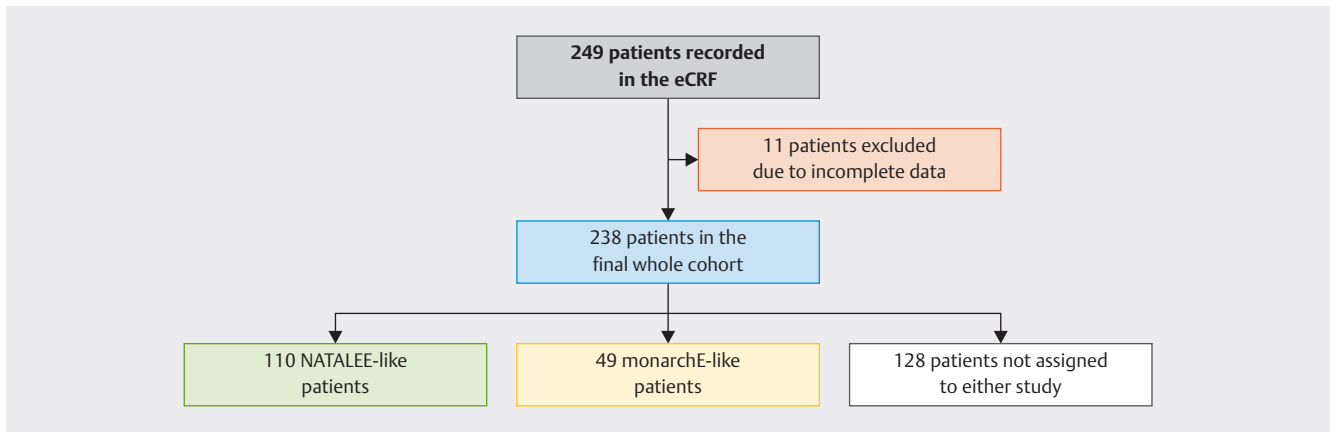 249 patients recorded
in the eCRF
11 patients excluded
due to incomplete data
238 patients in the
final whole cohort
110 NATALEE-like
patients
49 monarchE-like
patients
128 patients not assigned
to either study